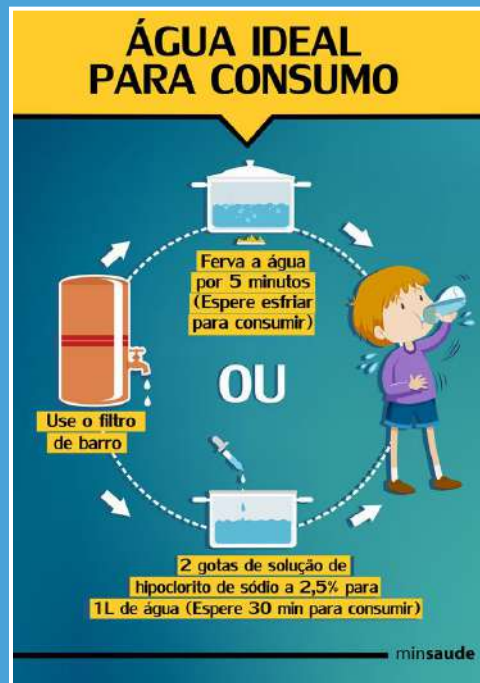 ÁGUA IDEAL
PARA CONSUMO
Ferva a água
por 5 minutos
(Espere esfriar
para consumir)
OU
Use o filtro
de barro
2 gotas de solução de
hipoclorito de sódio a 2,5% para
1L de água (Espere 30 min para consumir)
minsaude